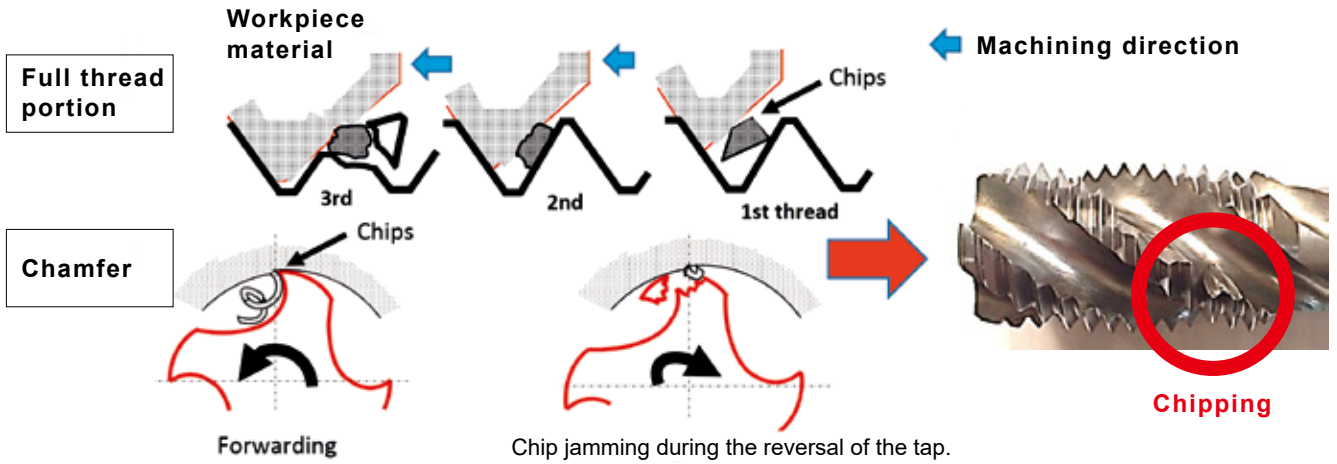 Workpiece
material
Machining direction
Full thread
portion
Chips
3rd
2nd
1st thread
Chips
Chamfer
Chipping
Forwarding
Chip jamming during the reversal of the tap.